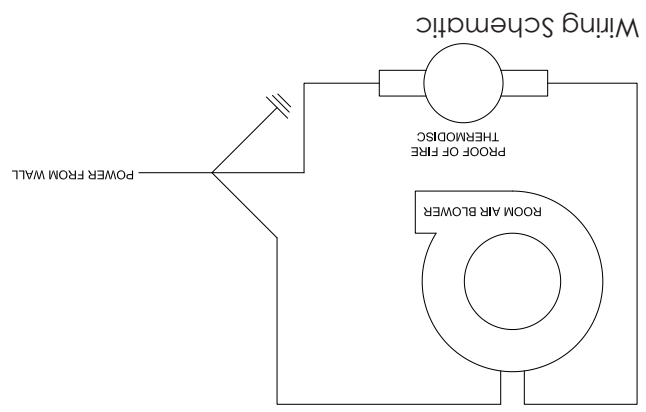 ROOM AIR BLOWER
POWER FROM WALL
PROOF OF FIRE
THERMODISC
Wiring Schematic